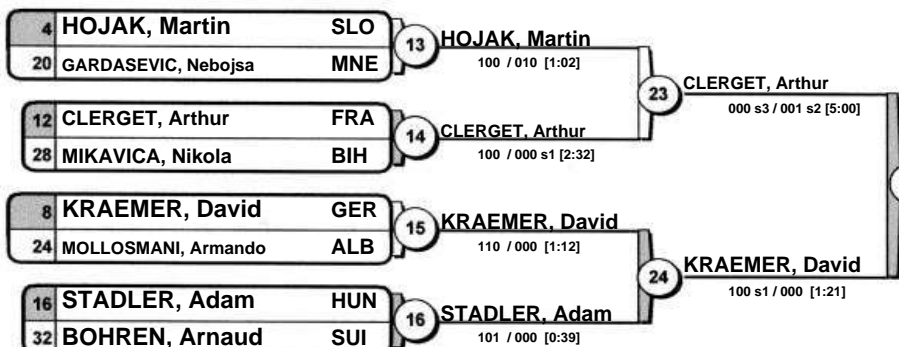 4 HOJAK, Martin SLO
20 GARDASEVIC, Nebojsa MNE
13
HOJAK, Martin
100 / 010 [1:02]
12 CLERGET, Arthur FRA
28 MIKAVICA, Nikola BIH
14
CLERGET, Arthur
100 / 000 s1 [2:32]
23
CLERGET, Arthur
000 s3 / 001 s2 [5:00]
8 KRAEMER, David GER
24 MOLLOSMANI, Armando ALB
15
KRAEMER, David
110 / 000 [1:12]
16 STADLER, Adam HUN
32 BOHREN, Arnaud SUI
16
STADLER, Adam
101 / 000 [0:39]
24
KRAEMER, David
100 s1 / 000 [1:21]